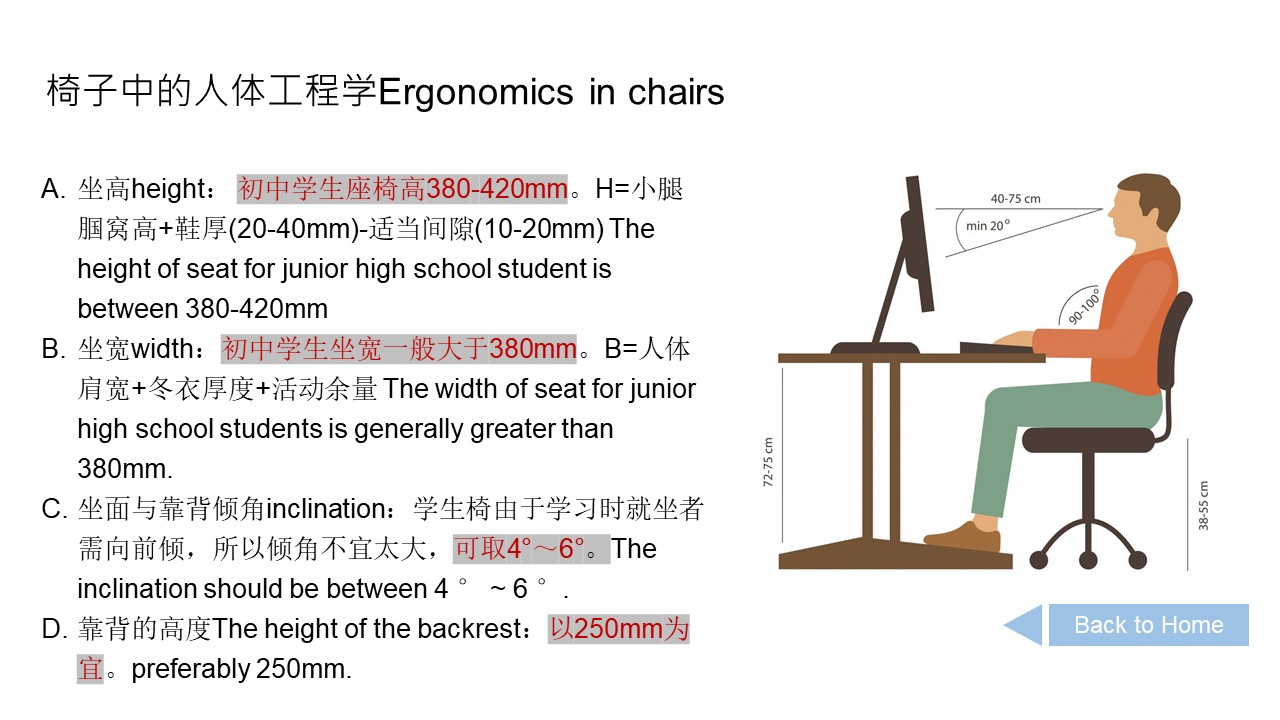 椅子中的人体工程学Ergonomics in chairs
A. 坐高height： 初中学生座椅高380-420mm。H=小腿
腘窝高+鞋厚(20-40mm)-适当间隙(10-20mm) The
height of seat for junior high school student is
between 380-420mm
B. 坐宽width：初中学生坐宽一般大于380mm。B=人体
肩宽+冬衣厚度+活动余量 The width of seat for junior
high school students is generally greater than
380mm.
C. 坐面与靠背倾角inclination：学生椅由于学习时就坐者
需向前倾，所以倾角不宜太大，可取4°～6°。The
inclination should be between 4 ° ~ 6 ° .
D. 靠背的高度The height of the backrest：以250mm为
宜。preferably 250mm.
40-75 cm
min 20°
90-100°
72-75 cm
38-55 cm
Back to Home